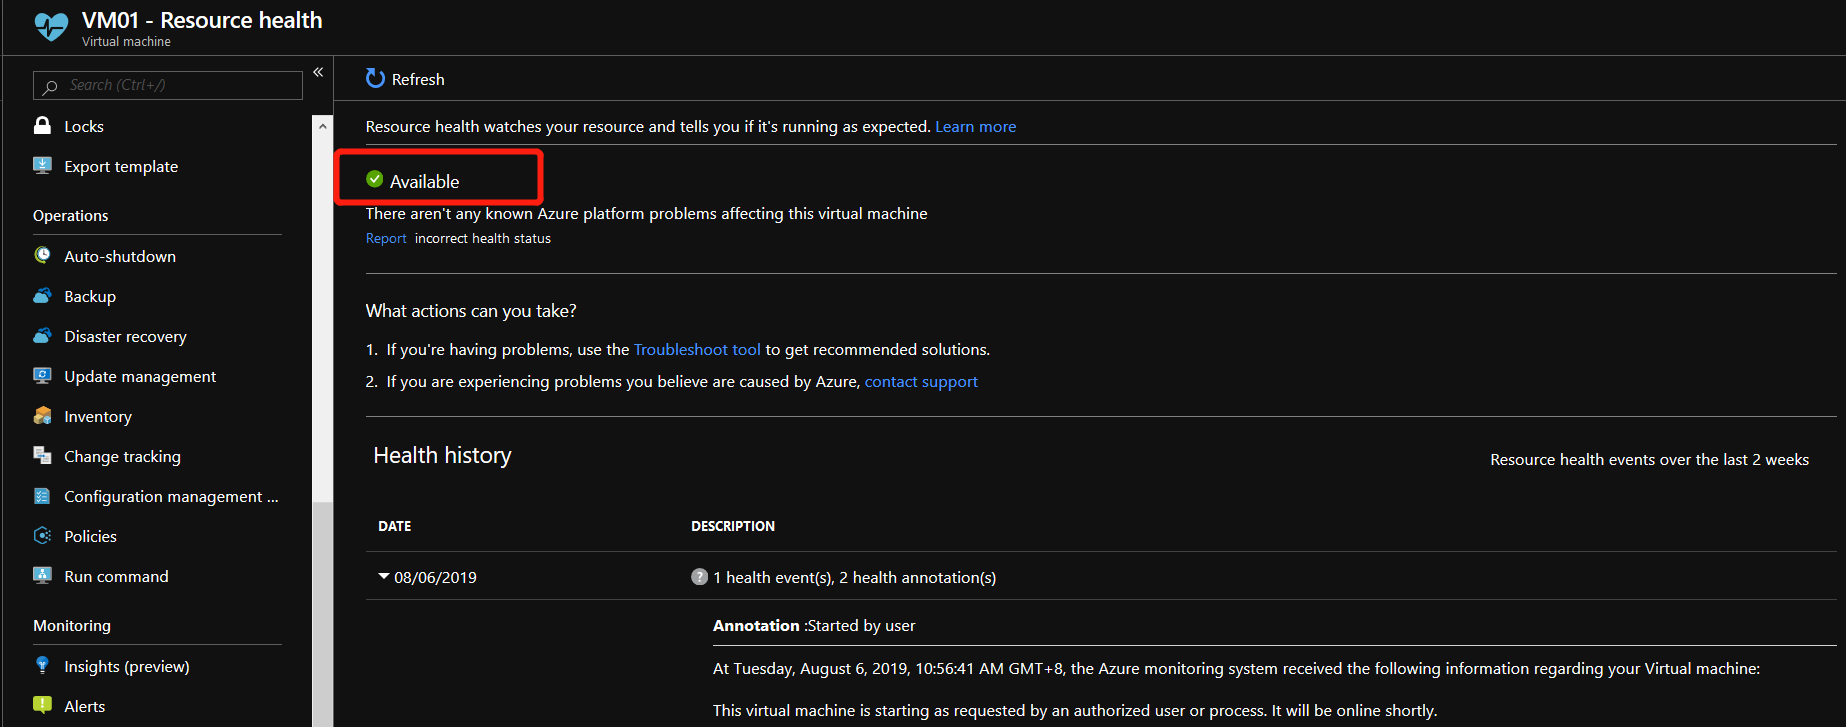 VM01 - Resource health
Virtual machine
Search (Ctrl+/)
«
Locks
Export template
Operations
Auto-shutdown
Backup
Disaster recovery
Update management
Inventory
Change tracking
Configuration management ...
Policies
Run command
Monitoring
Insights (preview)
Alerts
Refresh
Resource health watches your resource and tells you if it's running as expected. Learn more
Available
There aren't any known Azure platform problems affecting this virtual machine
Report incorrect health status
What actions can you take?
1. If you're having problems, use the Troubleshoot tool to get recommended solutions.
2. If you are experiencing problems you believe are caused by Azure, contact support
Health history
Resource health events over the last 2 weeks
DATE DESCRIPTION
08/06/2019 ? 1 health event(s), 2 health annotation(s)
Annotation :Started by user
At Tuesday, August 6, 2019, 10:56:41 AM GMT+8, the Azure monitoring system received the following information regarding your Virtual machine:
This virtual machine is starting as requested by an authorized user or process. It will be online shortly.